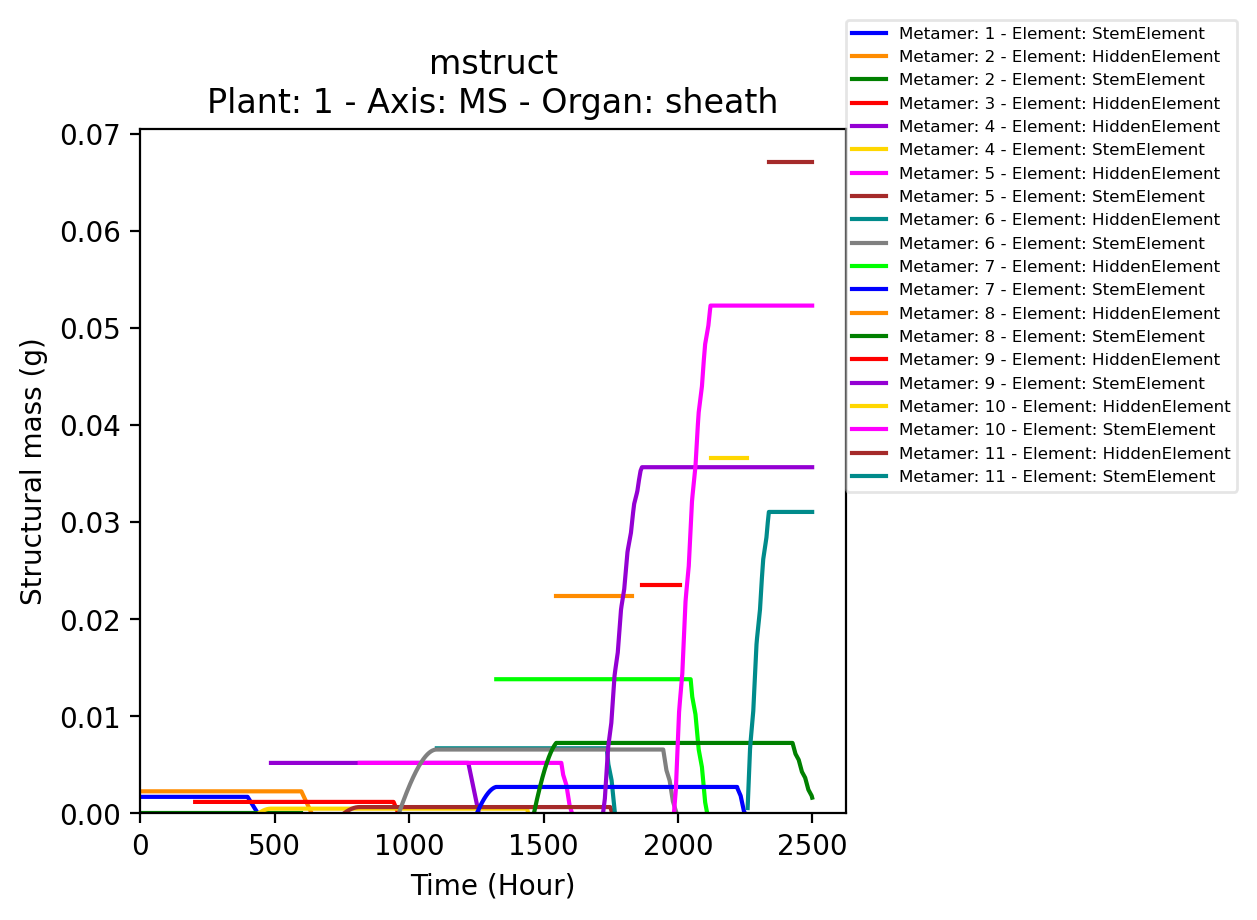 mstruct
Plant: 1 - Axis: MS - Organ: sheath
Metamer: 1 - Element: StemElement
Metamer: 2 - Element: HiddenElement
Metamer: 2 - Element: StemElement
Metamer: 3 - Element: HiddenElement
Metamer: 4 - Element: HiddenElement
Metamer: 4 - Element: StemElement
Metamer: 5 - Element: HiddenElement
Metamer: 5 - Element: StemElement
Metamer: 6 - Element: HiddenElement
Metamer: 6 - Element: StemElement
Metamer: 7 - Element: HiddenElement
Metamer: 7 - Element: StemElement
Metamer: 8 - Element: HiddenElement
Metamer: 8 - Element: StemElement
Metamer: 9 - Element: HiddenElement
Metamer: 9 - Element: StemElement
Metamer: 10 - Element: HiddenElement
Metamer: 10 - Element: StemElement
Metamer: 11 - Element: HiddenElement
Metamer: 11 - Element: StemElement
Structural mass (g)
0.07
0.06
0.05
0.04
0.03
0.02
0.01
0.00
0 500 1000 1500 2000 2500
Time (Hour)